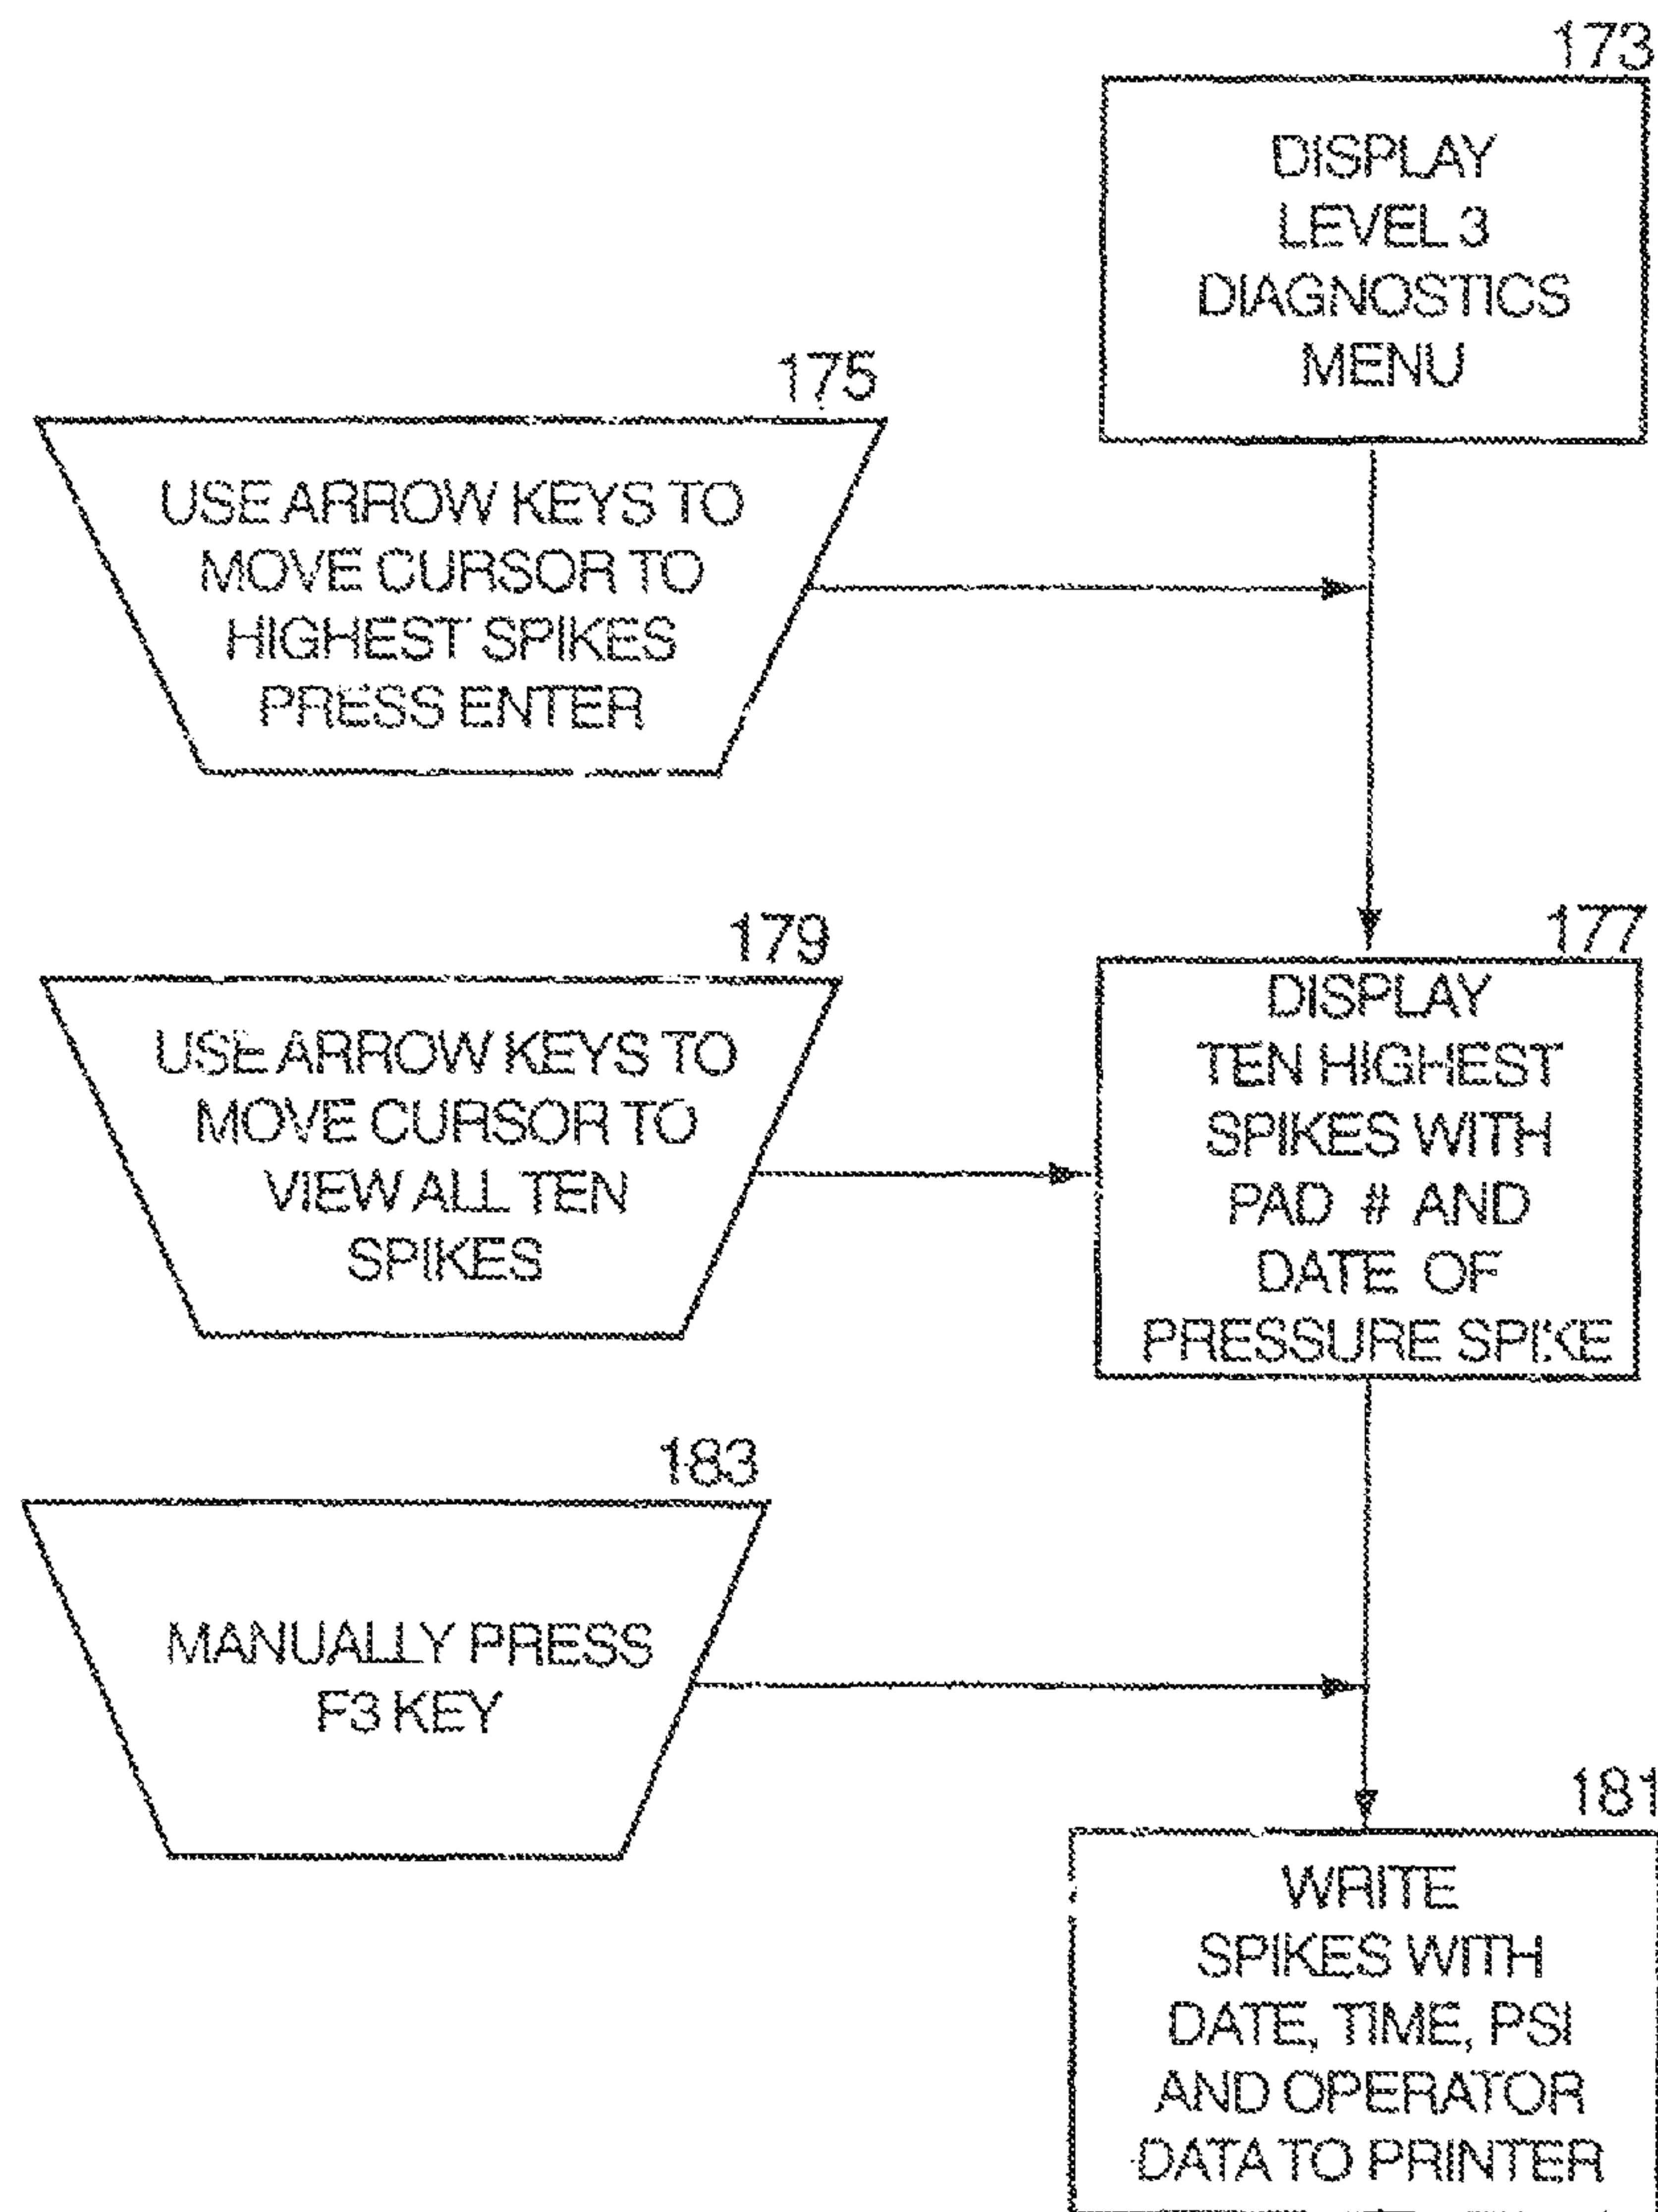 173
DISPLAY
LEVEL 3
DIAGNOSTICS
MENU
175
USE ARROW KEYS TO
MOVE CURSOR TO
HIGHEST SPIKES
PRESS ENTER
177
DISPLAY
TEN HIGHEST
SPIKES WITH
PAD # AND
DATE OF
PRESSURE SPIKE
179
USE ARROW KEYS TO
MOVE CURSOR TO
VIEW ALL TEN
SPIKES
183
MANUALLY PRESS
F3 KEY
181
WRITE
SPIKES WITH
DATE, TIME, PSI
AND OPERATOR
DATA TO PRINTER